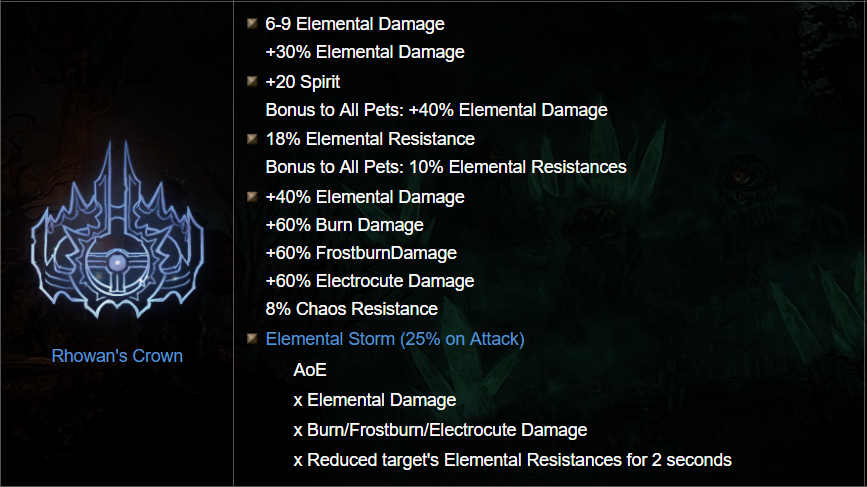 6-9 Elemental Damage
+30% Elemental Damage
+20 Spirit
Bonus to All Pets: +40% Elemental Damage
18% Elemental Resistance
Bonus to All Pets: 10% Elemental Resistances
+40% Elemental Damage
+60% Burn Damage
+60% FrostburnDamage
+60% Electrocute Damage
8% Chaos Resistance
Elemental Storm (25% on Attack)
AoE
x Elemental Damage
x Burn/Frostburn/Electrocute Damage
x Reduced target's Elemental Resistances for 2 seconds
Rhowan's Crown